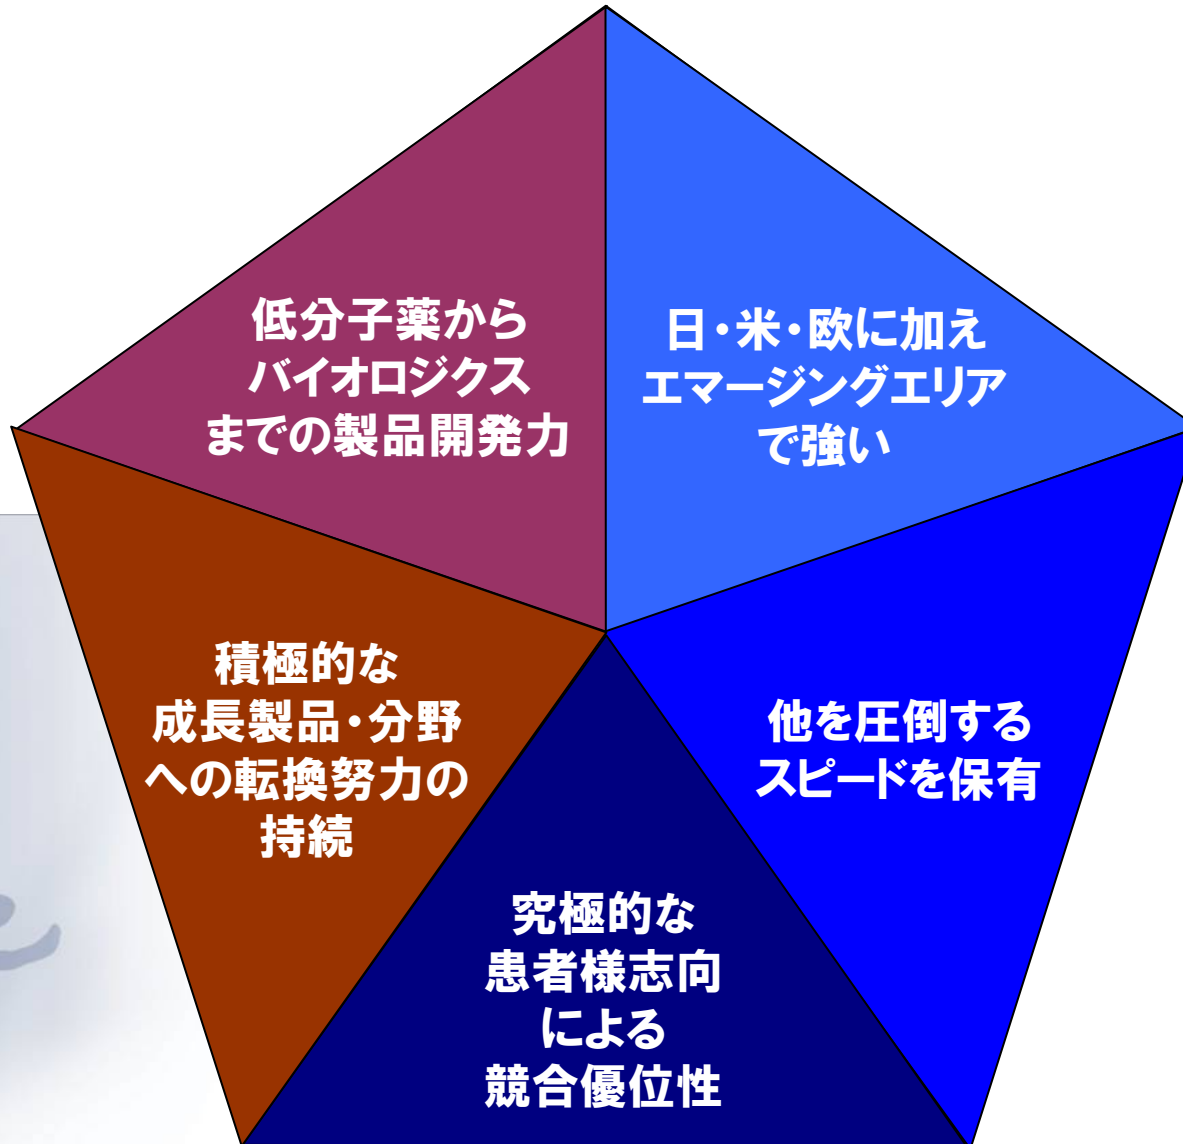 低分子薬から
バイオロジクス
までの製品開発力
日・米・欧に加え
エマージングエリア
で強い
積極的な
成長製品・分野
への転換努力の
持続
他を圧倒する
スピードを保有
究極的な
患者様志向
による
競合優位性